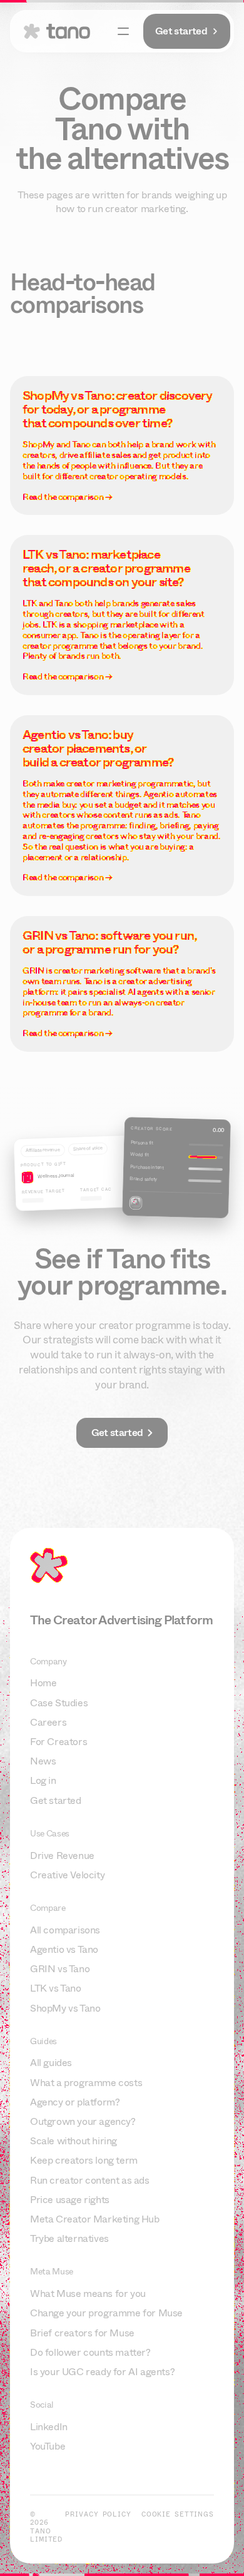 tano
Get started
Compare
Tano with
the alternatives
These pages are written for brands weighing up
how to run creator marketing.
Head-to-head
comparisons
ShopMy vs Tano: creator discovery
for today, or a programme
that compounds over time?
ShopMy and Tano can both help a brand work with
creators, drive affiliate sales and get product into
the hands of people with influence. But they are
built for different creator operating models.
Read the comparison →
LTK vs Tano: marketplace
reach, or a creator programme
that compounds on your site?
LTK and Tano both help brands generate sales
through creators, but they are built for different
jobs. LTK is a shopping marketplace with a
consumer app. Tano is the operating layer for a
creator programme that belongs to your brand.
Plenty of brands run both.
Read the comparison →
Agentio vs Tano: buy
creator placements, or
build a creator programme?
Both make creator marketing programmatic, but
they automate different things. Agentio automates
the media buy: you set a budget and it matches you
with creators whose content runs as ads. Tano
automates the programme: finding, briefing, paying
and re-engaging creators who stay with your brand.
So the real question is what you are buying: a
placement or a relationship.
Read the comparison →
GRIN vs Tano: software you run,
or a programme run for you?
GRIN is creator marketing software that a brand's
own team runs. Tano is a creator advertising
platform: it pairs specialist AI agents with a senior
in-house team to run an always-on creator
programme for a brand.
Read the comparison →
CREATOR SCORE 0.00
See if Tano fits
your programme.
Share where your creator programme is today.
Our strategists will come back with what it
would take to run it always-on, with the
relationships and content rights staying with
your brand.
Get started
The Creator Advertising Platform
Company
Home
Case Studies
Careers
For Creators
News
Log in
Get started
Use Cases
Drive Revenue
Creative Velocity
Compare
All comparisons
Agentio vs Tano
GRIN vs Tano
LTK vs Tano
ShopMy vs Tano
Guides
All guides
What a programme costs
Agency or platform?
Outgrown your agency?
Scale without hiring
Keep creators long term
Run creator content as ads
Price usage rights
Meta Creator Marketing Hub
Trybe alternatives
Meta Muse
What Muse means for you
Change your programme for Muse
Brief creators for Muse
Do follower counts matter?
Is your UGC ready for AI agents?
Social
LinkedIn
YouTube
© 2026 TANO LIMITED
PRIVACY POLICY
COOKIE SETTINGS